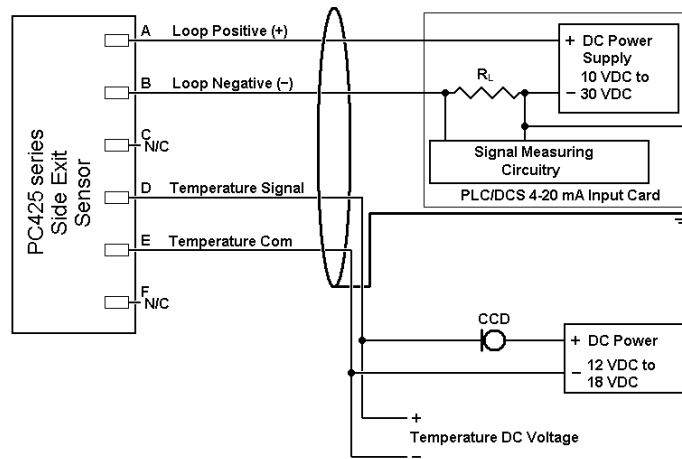 PC425 series
Side Exit
Sensor
A Loop Positive (+)
B Loop Negative (−)
C
N/C
D Temperature Signal
E Temperature Com
F
N/C
RL
+ DC Power
Supply
10 VDC to
− 30 VDC
Signal Measuring
Circuitry
PLC/DCS 4-20 mA Input Card
CCD
+ DC Power
− 12 VDC to
18 VDC
+
Temperature DC Voltage
−